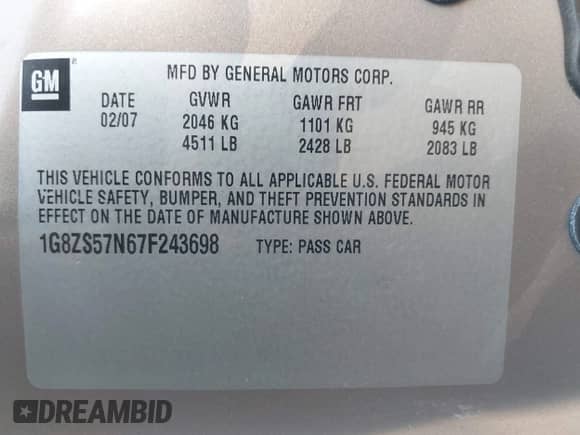 GM
MFD BY GENERAL MOTORS CORP.
DATE GVWR GAWR FRT GAWR RR
02/07 2046 KG 1101 KG 945 KG
4511 LB 2428 LB 2083 LB
THIS VEHICLE CONFORMS TO ALL APPLICABLE U.S. FEDERAL MOTOR
VEHICLE SAFETY, BUMPER, AND THEFT PREVENTION STANDARDS IN
EFFECT ON THE DATE OF MANUFACTURE SHOWN ABOVE.
1G8ZS57N67F243698 TYPE: PASS CAR
DREAMBID